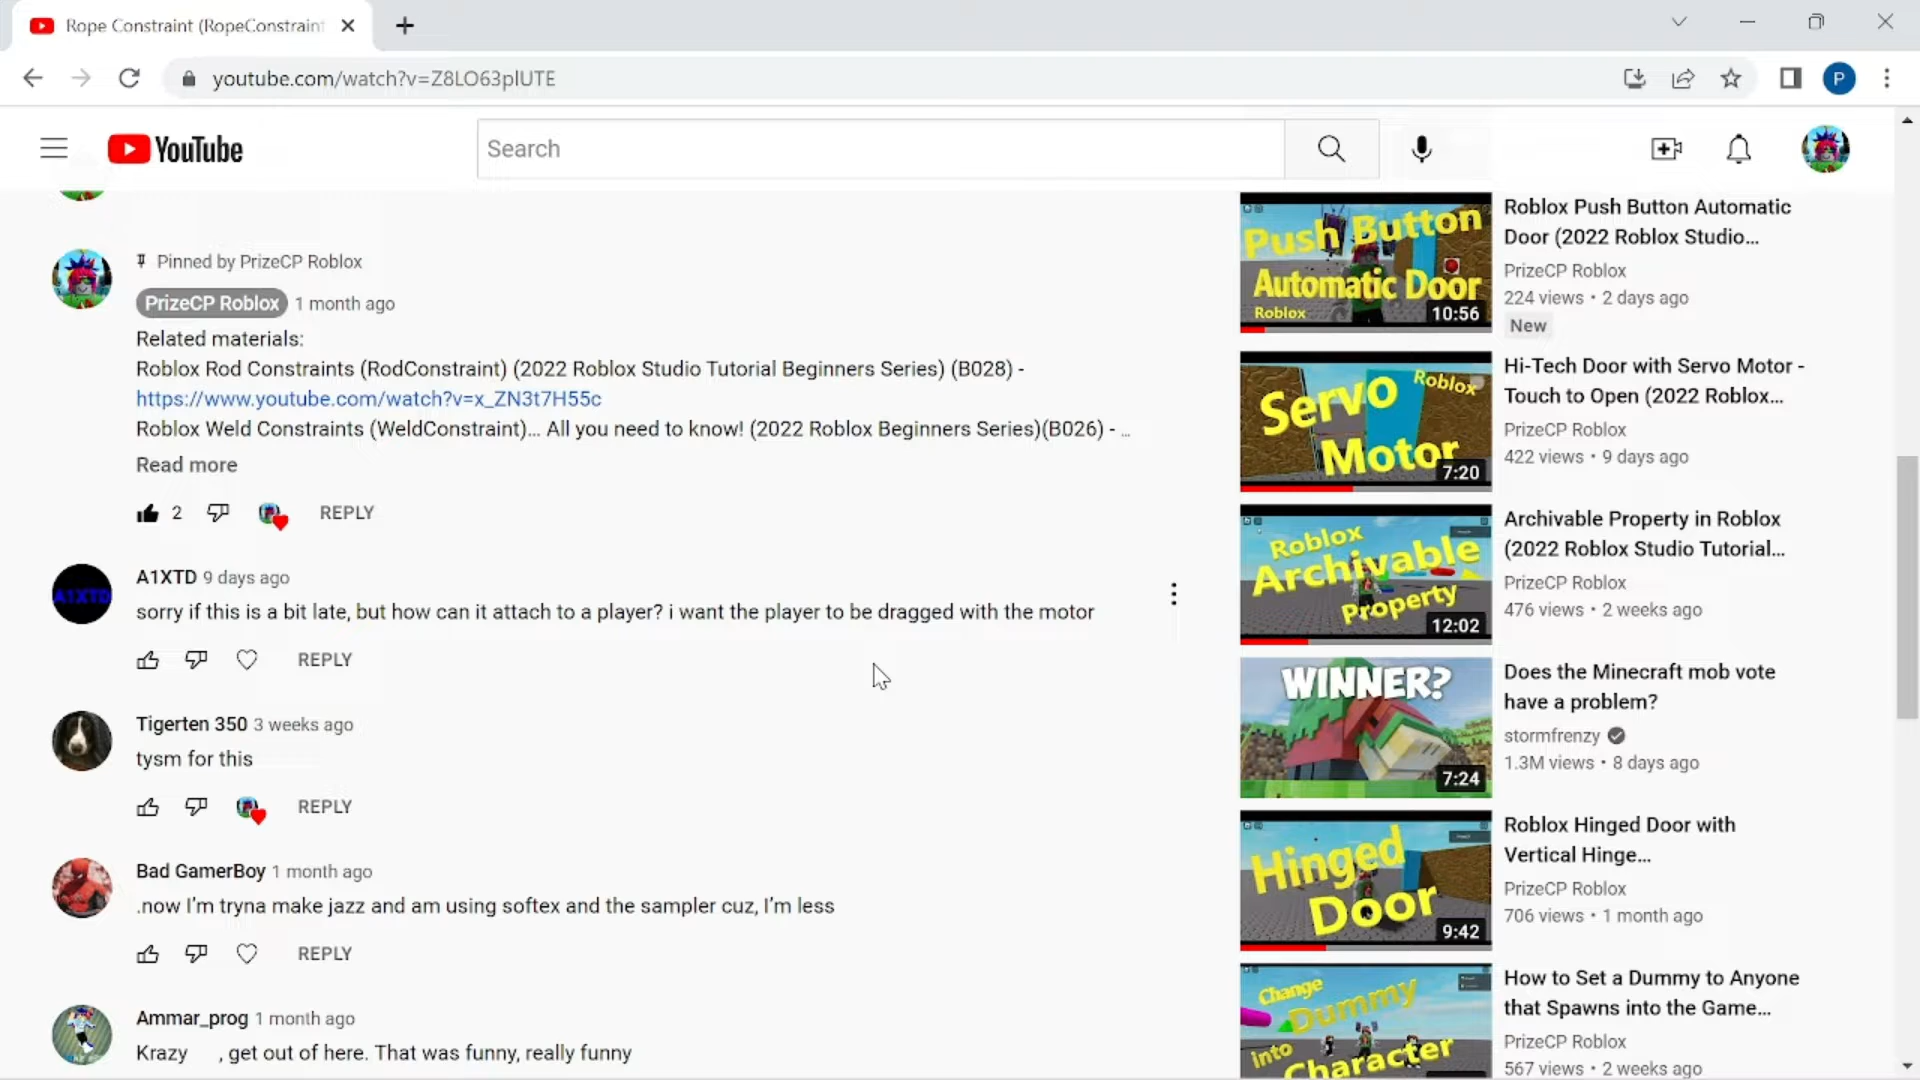 Rope Constraint (RopeConstraint
youtube.com/watch?v=Z8LO63plUTE
P
YouTube
Search
Pinned by PrizeCP Roblox
PrizeCP Roblox 1 month ago
Related materials:
Roblox Rod Constraints (RodConstraint) (2022 Roblox Studio Tutorial Beginners Series) (B028) -
https://www.youtube.com/watch?v=x_ZN3t7H55c
Roblox Weld Constraints (WeldConstraint)... All you need to know! (2022 Roblox Beginners Series)(B026) - ...
Read more
2 REPLY
A1XTD
A1XTD 9 days ago
sorry if this is a bit late, but how can it attach to a player? i want the player to be dragged with the motor
REPLY
Tigerten 350 3 weeks ago
tysm for this
REPLY
Bad GamerBoy 1 month ago
.now I'm tryna make jazz and am using softex and the sampler cuz, I'm less
REPLY
Ammar_prog 1 month ago
Krazy , get out of here. That was funny, really funny
Push Button
Automatic Door
Roblox
10:56
Roblox Push Button Automatic
Door (2022 Roblox Studio...
PrizeCP Roblox
224 views • 2 days ago
New
Servo
Roblox
Motor
7:20
Hi-Tech Door with Servo Motor -
Touch to Open (2022 Roblox...
PrizeCP Roblox
422 views • 9 days ago
Roblox
Archivable
Property
12:02
Archivable Property in Roblox
(2022 Roblox Studio Tutorial...
PrizeCP Roblox
476 views • 2 weeks ago
WINNER?
7:24
Does the Minecraft mob vote
have a problem?
stormfrenzy
1.3M views • 8 days ago
Hinged
Door
9:42
Roblox Hinged Door with
Vertical Hinge...
PrizeCP Roblox
706 views • 1 month ago
Change
Dummy
into
Character
How to Set a Dummy to Anyone
that Spawns into the Game...
PrizeCP Roblox
567 views • 2 weeks ago